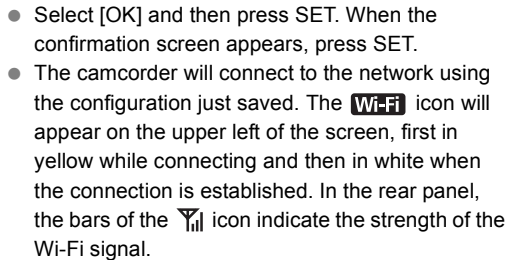 ● Select [OK] and then press SET. When the
confirmation screen appears, press SET.
● The camcorder will connect to the network using
the configuration just saved. The Wi-Fi icon will
appear on the upper left of the screen, first in
yellow while connecting and then in white when
the connection is established. In the rear panel,
the bars of the icon indicate the strength of the
Wi-Fi signal.